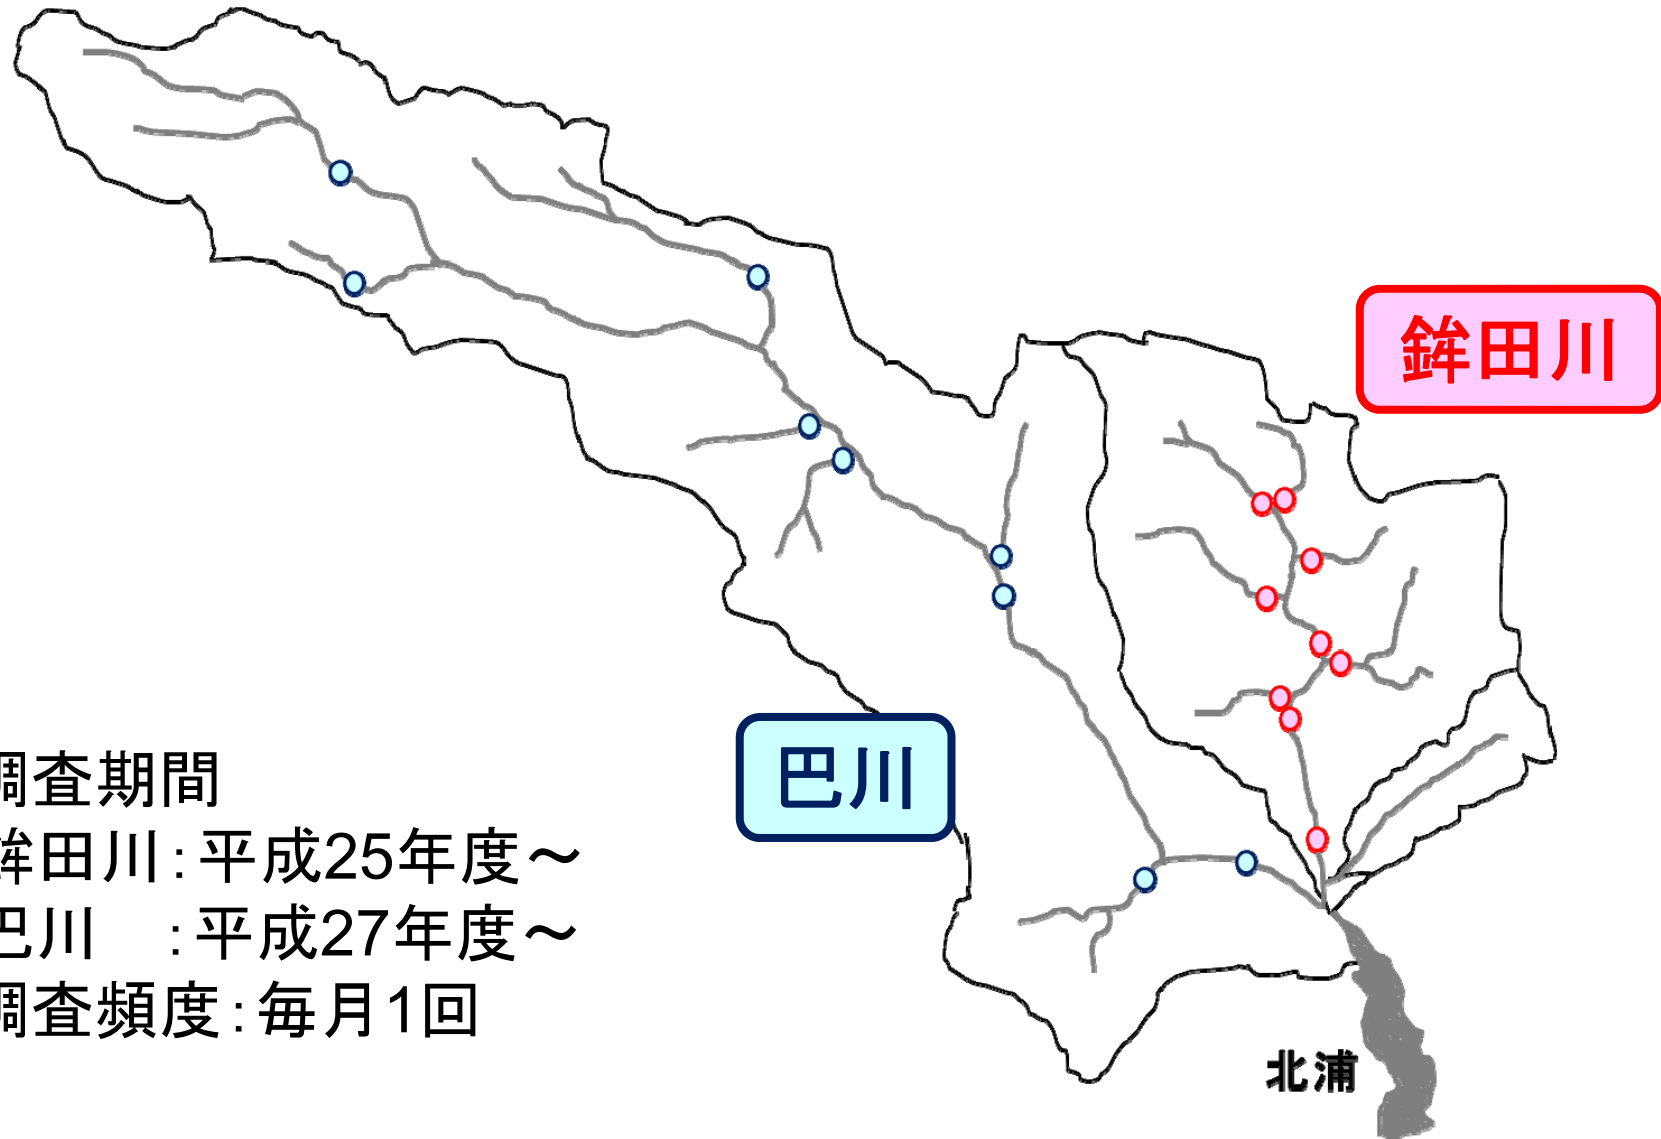 鉾田川
巴川
調査期間
鉾田川：平成25年度～
巴川　：平成27年度～
調査頻度：毎月1回
北浦